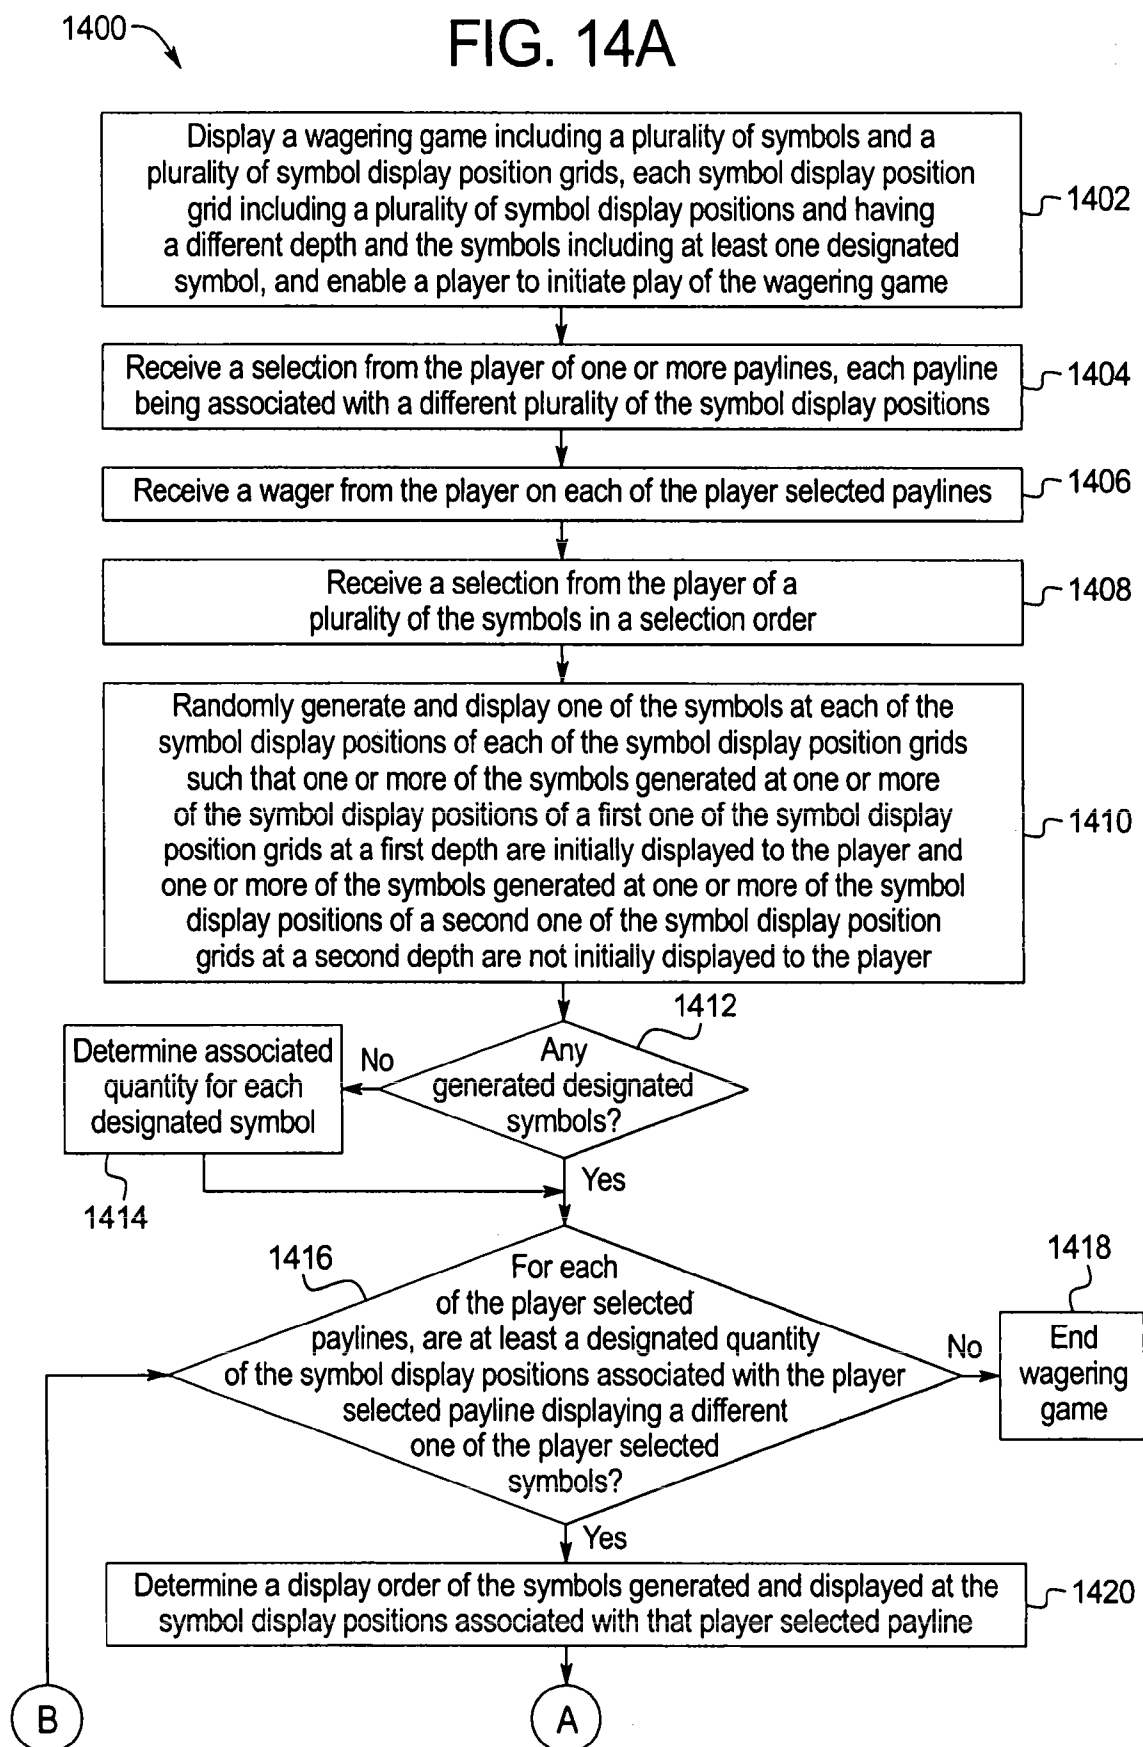 1400
FIG. 14A
Display a wagering game including a plurality of symbols and a
plurality of symbol display position grids, each symbol display position
grid including a plurality of symbol display positions and having
a different depth and the symbols including at least one designated
symbol, and enable a player to initiate play of the wagering game
1402
Receive a selection from the player of one or more paylines, each payline
being associated with a different plurality of the symbol display positions
1404
Receive a wager from the player on each of the player selected paylines
1406
Receive a selection from the player of a
plurality of the symbols in a selection order
1408
Randomly generate and display one of the symbols at each of the
symbol display positions of each of the symbol display position grids
such that one or more of the symbols generated at one or more
of the symbol display positions of a first one of the symbol display
position grids at a first depth are initially displayed to the player and
one or more of the symbols generated at one or more of the symbol
display positions of a second one of the symbol display position
grids at a second depth are not initially displayed to the player
1410
1412
Any
generated designated
symbols?
No
Determine associated
quantity for each
designated symbol
1414
Yes
1416
For each
of the player selected
paylines, are at least a designated quantity
of the symbol display positions associated with the player
selected payline displaying a different
one of the player selected
symbols?
No
1418
End
wagering
game
Yes
Determine a display order of the symbols generated and displayed at the
symbol display positions associated with that player selected payline
1420
B
A